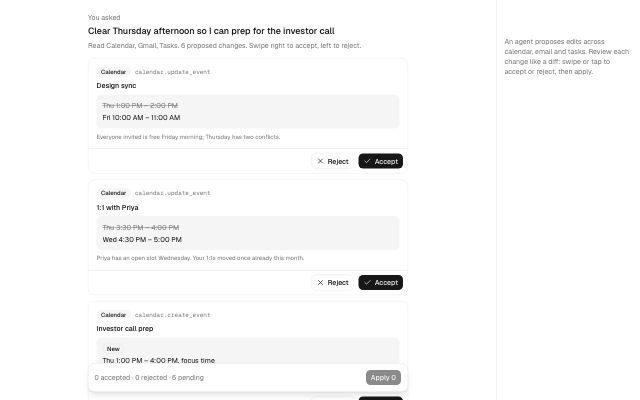 You asked
Clear Thursday afternoon so I can prep for the investor call
Read Calendar, Gmail, Tasks. 6 proposed changes. Swipe right to accept, left to reject.
Calendar calendar.update_event
Design sync
Thu 1:00 PM – 2:00 PM
Fri 10:00 AM – 11:00 AM
Everyone invited is free Friday morning; Thursday has two conflicts.
Reject Accept
Calendar calendar.update_event
1:1 with Priya
Thu 3:30 PM – 4:00 PM
Wed 4:30 PM – 5:00 PM
Priya has an open slot Wednesday. Your 1:1s moved once already this month.
Reject Accept
Calendar calendar.create_event
Investor call prep
New
Thu 1:00 PM – 4:00 PM, focus time
0 accepted · 0 rejected · 6 pending Apply 0
An agent proposes edits across
calendar, email and tasks. Review each
change like a diff: swipe or tap to
accept or reject, then apply.